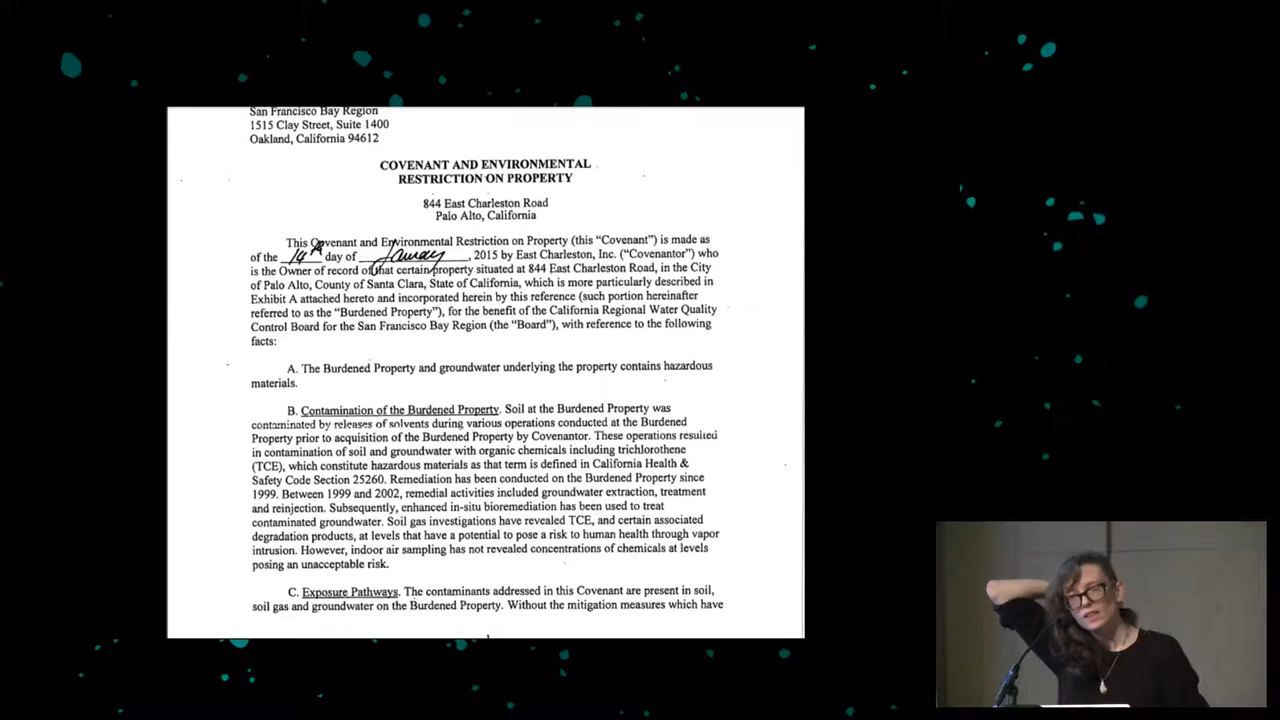 San Francisco Bay Region
1515 Clay Street, Suite 1400
Oakland, California 94612
COVENANT AND ENVIRONMENTAL
RESTRICTION ON PROPERTY
844 East Charleston Road
Palo Alto, California
This Covenant and Environmental Restriction on Property (this “Covenant”) is made as
of the 14th day of January, 2015 by East Charleston, Inc. (“Covenantor”) who
is the Owner of record of that certain property situated at 844 East Charleston Road, in the City
of Palo Alto, County of Santa Clara, State of California, which is more particularly described in
Exhibit A attached hereto and incorporated herein by this reference (such portion hereinafter
referred to as the “Burdened Property”), for the benefit of the California Regional Water Quality
Control Board for the San Francisco Bay Region (the “Board”), with reference to the following
facts:
A. The Burdened Property and groundwater underlying the property contains hazardous
materials.
B. Contamination of the Burdened Property. Soil at the Burdened Property was
contaminated by releases of solvents during various operations conducted at the Burdened
Property prior to acquisition of the Burdened Property by Covenantor. These operations resulted
in contamination of soil and groundwater with organic chemicals including trichlorothene
(TCE), which constitute hazardous materials as that term is defined in California Health &
Safety Code Section 25260. Remediation has been conducted on the Burdened Property since
1999. Between 1999 and 2002, remedial activities included groundwater extraction, treatment
and reinjection. Subsequently, enhanced in-situ bioremediation has been used to treat
contaminated groundwater. Soil gas investigations have revealed TCE, and certain associated
degradation products, at levels that have a potential to pose a risk to human health through vapor
intrusion. However, indoor air sampling has not revealed concentrations of chemicals at levels
posing an unacceptable risk.
C. Exposure Pathways. The contaminants addressed in this Covenant are present in soil,
soil gas and groundwater on the Burdened Property. Without the mitigation measures which have